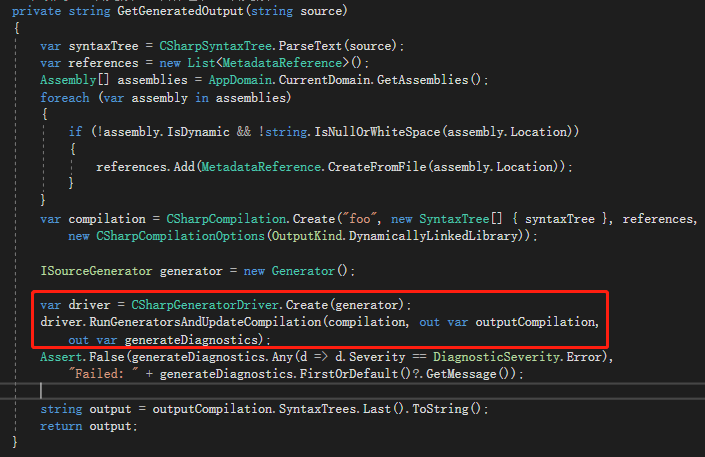 private string GetGeneratedOutput(string source)
{
var syntaxTree = CSharpSyntaxTree.ParseText(source);
var references = new List<MetadataReference>();
Assembly[] assemblies = AppDomain.CurrentDomain.GetAssemblies();
foreach (var assembly in assemblies)
{
if (!assembly.IsDynamic && !string.IsNullOrWhiteSpace(assembly.Location))
{
references.Add(MetadataReference.CreateFromFile(assembly.Location));
}
}
var compilation = CSharpCompilation.Create("foo", new SyntaxTree[] { syntaxTree }, references,
new CSharpCompilationOptions(OutputKind.DynamicallyLinkedLibrary));
ISourceGenerator generator = new Generator();
var driver = CSharpGeneratorDriver.Create(generator);
driver.RunGeneratorsAndUpdateCompilation(compilation, out var outputCompilation,
out var generateDiagnostics);
Assert.False(generateDiagnostics.Any(d => d.Severity == DiagnosticSeverity.Error),
"Failed: " + generateDiagnostics.FirstOrDefault()?.GetMessage());
string output = outputCompilation.SyntaxTrees.Last().ToString();
return output;
}